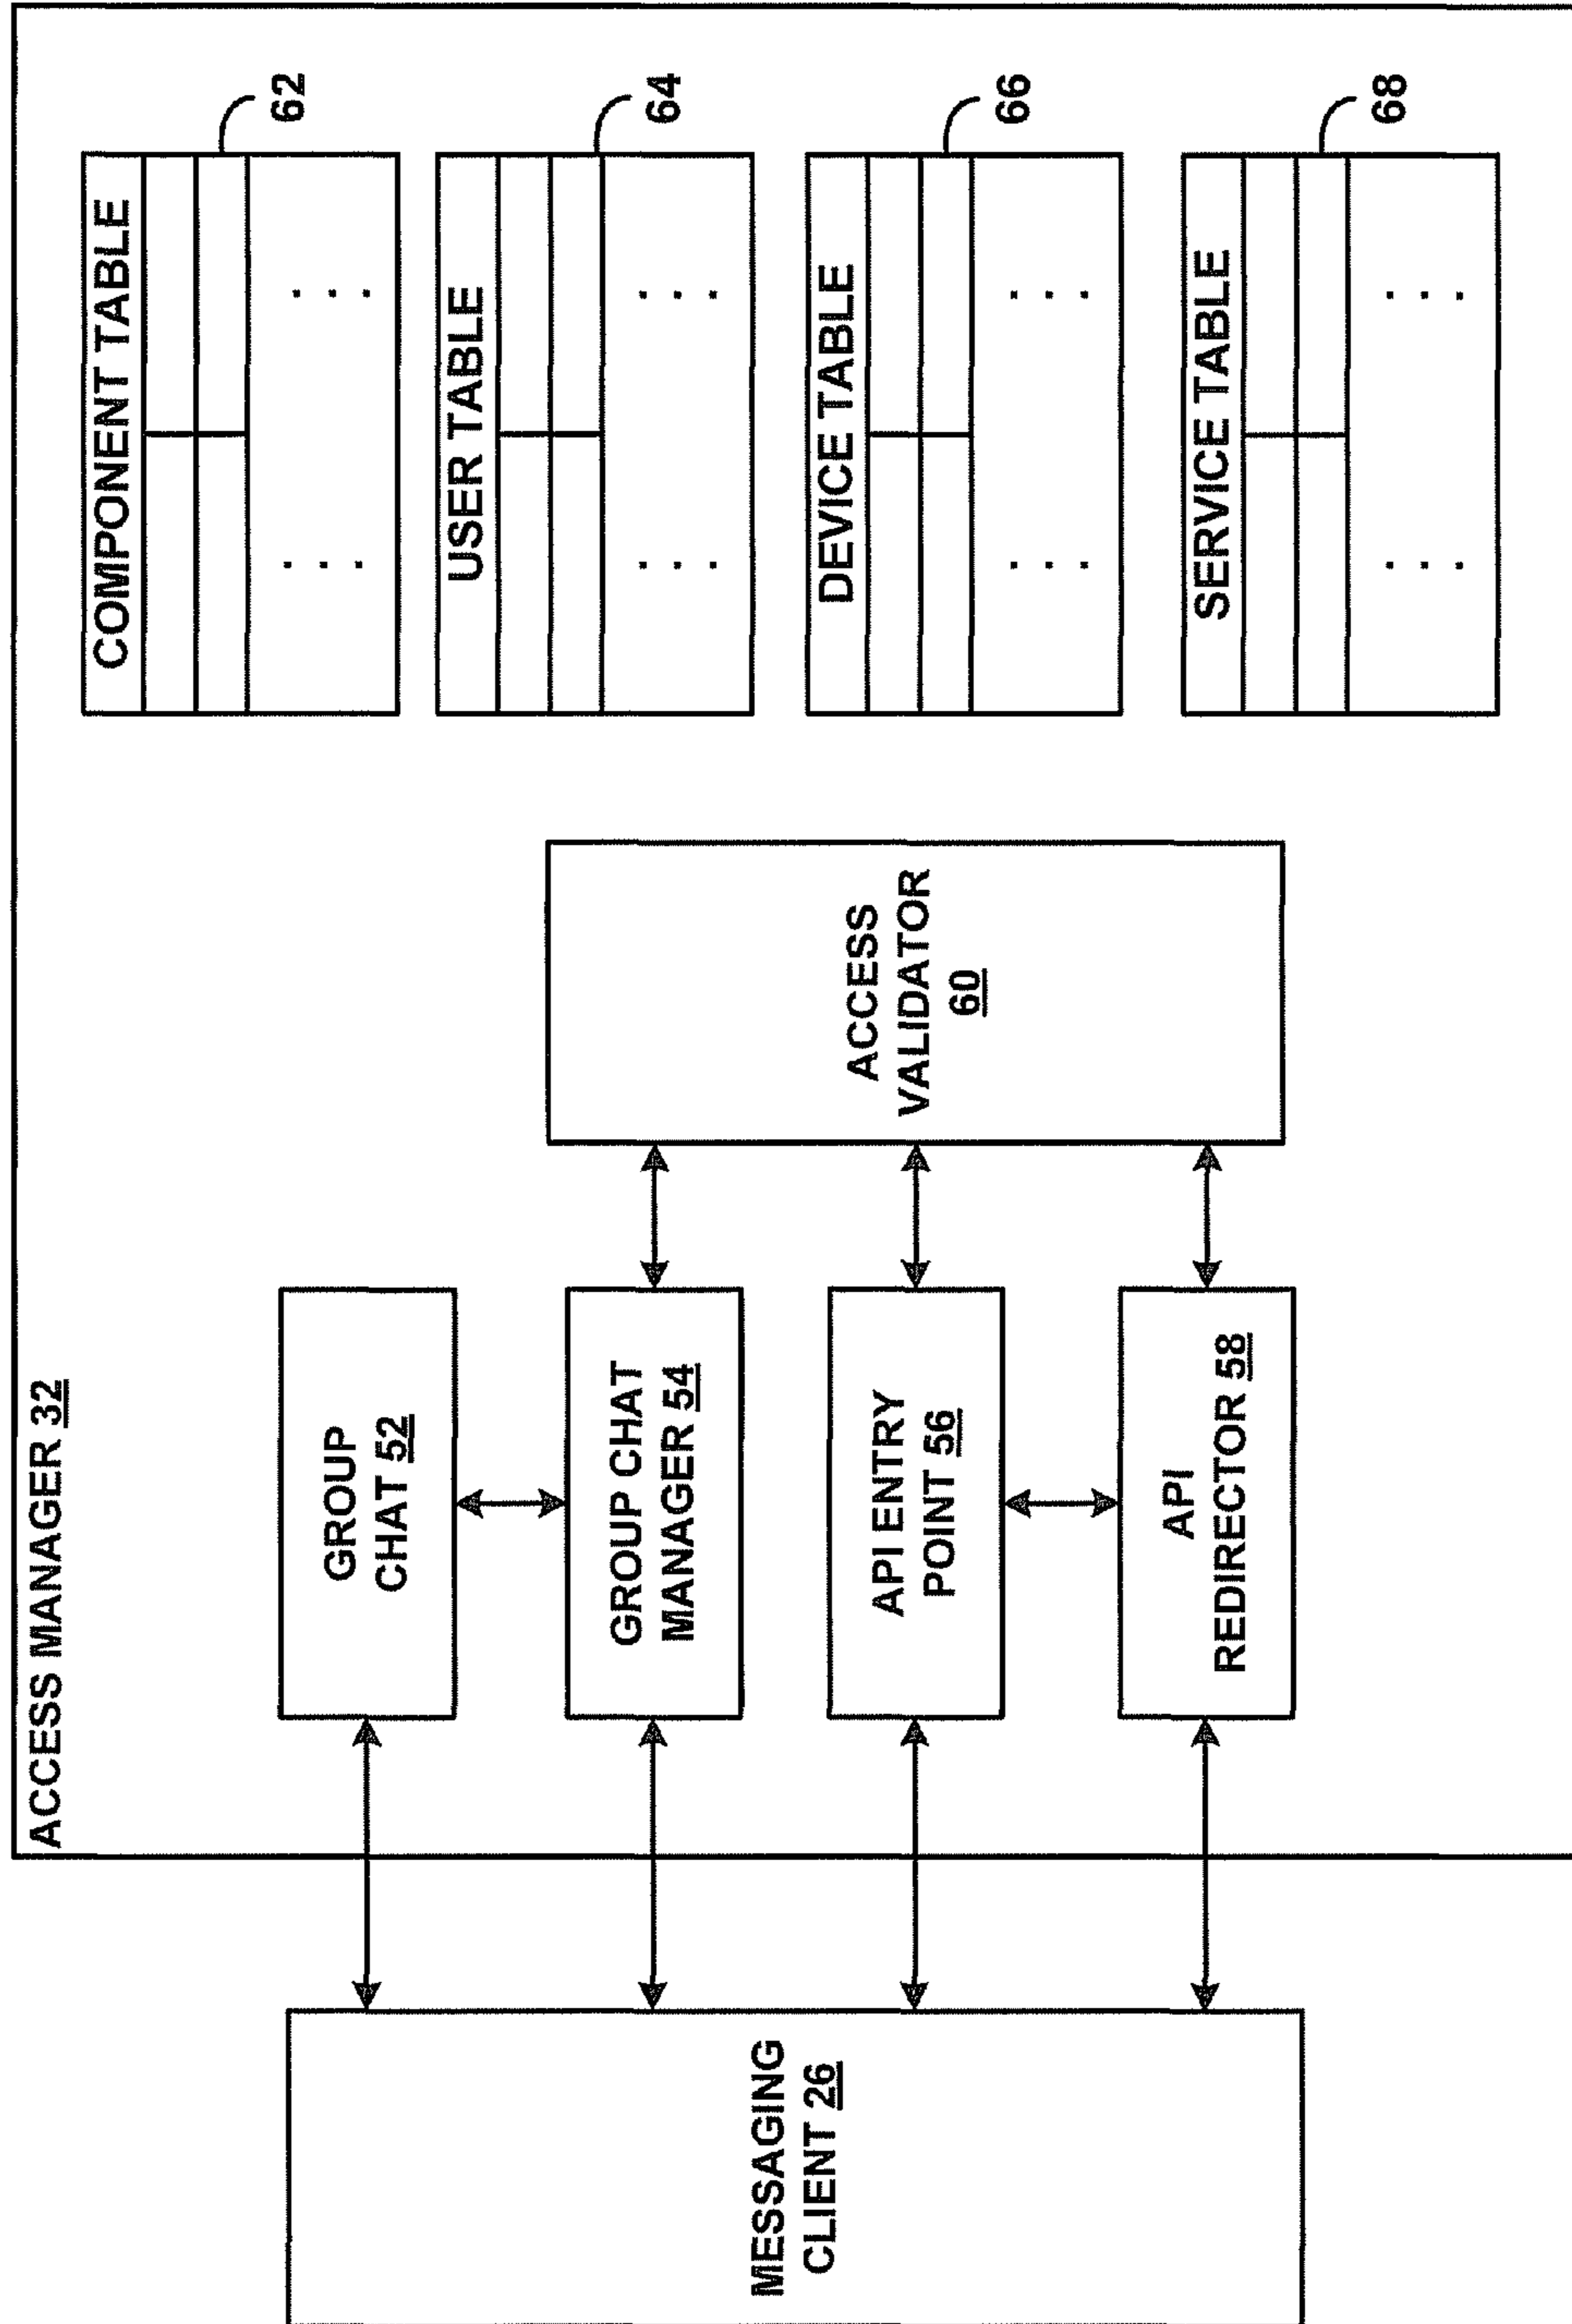 ACCESS MANAGER 32
MESSAGING
CLIENT 26
GROUP
CHAT 52
GROUP CHAT
MANAGER 54
API ENTRY
POINT 56
API
REDIRECTOR 58
ACCESS
VALIDATOR
60
COMPONENT TABLE
. . .
. . .
62
USER TABLE
. . .
. . .
64
DEVICE TABLE
. . .
. . .
66
SERVICE TABLE
. . .
. . .
68